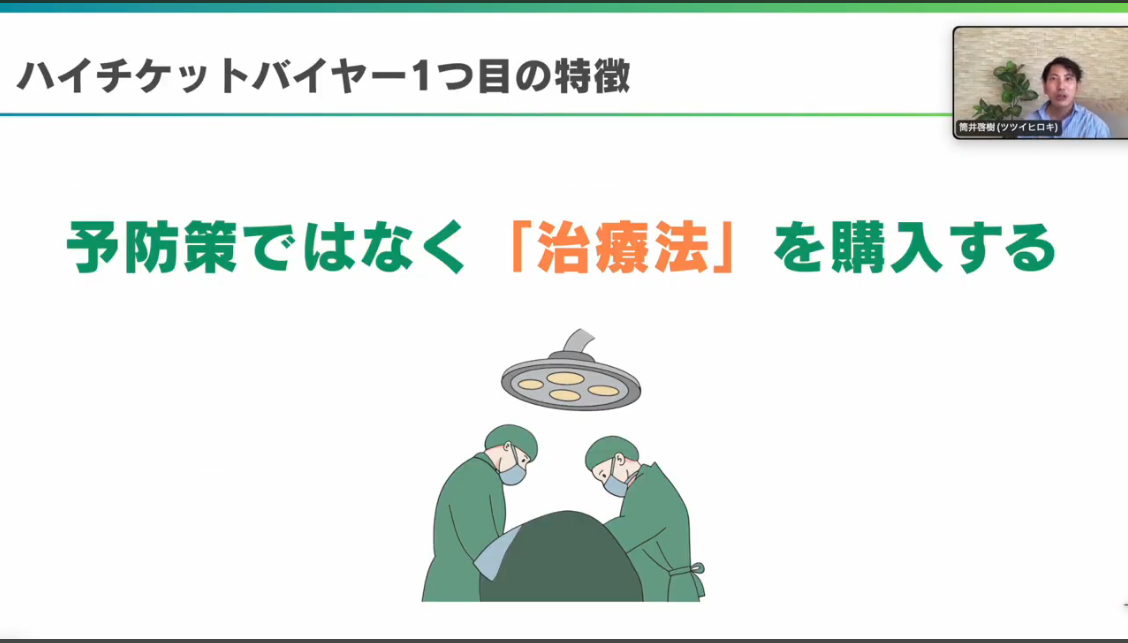 ハイチケットバイヤー1つ目の特徴
筒井啓樹(ツツイヒロキ)
予防策ではなく「治療法」を購入する